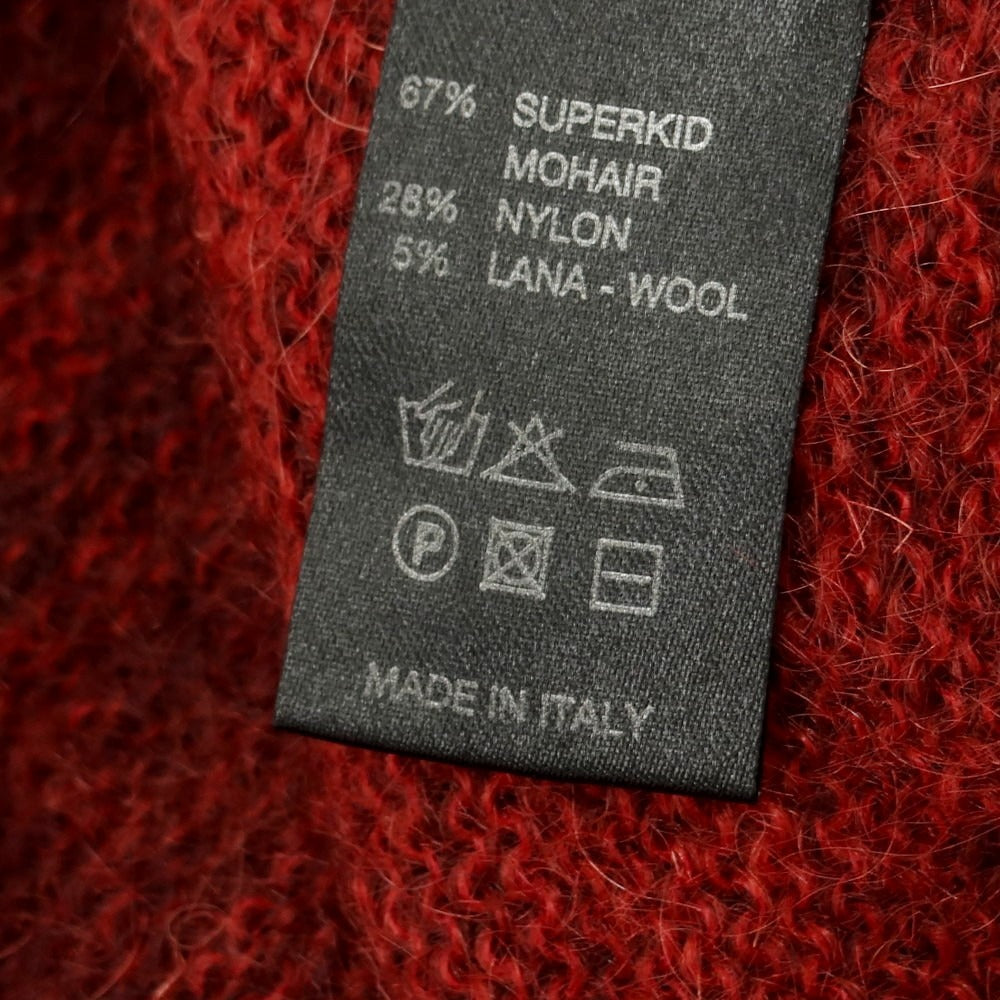 67% SUPERKID
MOHAIR
28% NYLON
5% LANA - WOOL
P
MADE IN ITALY